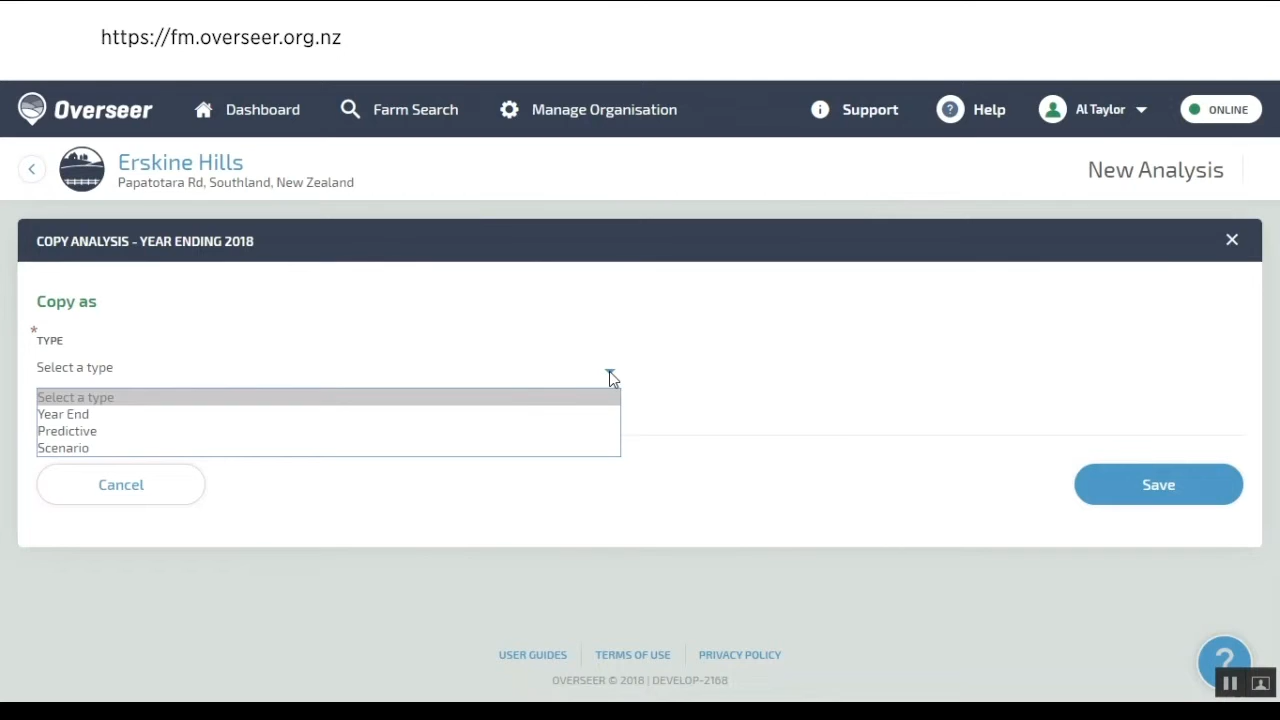 https://fm.overseer.org.nz
Overseer
Dashboard
Farm Search
Manage Organisation
Support
? Help
Al Taylor
ONLINE
Erskine Hills
Papatotara Rd, Southland, New Zealand
New Analysis
COPY ANALYSIS - YEAR ENDING 2018
Copy as
* TYPE
Select a type
Select a type
Year End
Predictive
Scenario
Cancel
Save
USER GUIDES
TERMS OF USE
PRIVACY POLICY
OVERSEER © 2018 | DEVELOP-2168
?